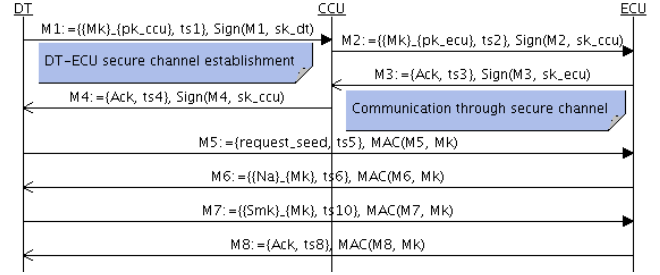 DT CCU ECU
M1:={{Mk}_{pk_ccu}, ts1}, Sign(M1, sk_dt)
M2:={{Mk}_{pk_ecu}, ts2}, Sign(M2, sk_ccu)
DT-ECU secure channel establishment
M3:={Ack, ts3}, Sign(M3, sk_ecu)
M4:={Ack, ts4}, Sign(M4, sk_ccu)
Communication through secure channel
M5:={request_seed, ts5}, MAC(M5, Mk)
M6:={{Na}_{Mk}, ts6}, MAC(M6, Mk)
M7:={{Smk}_{Mk}, ts10}, MAC(M7, Mk)
M8:={Ack, ts8}, MAC(M8, Mk)